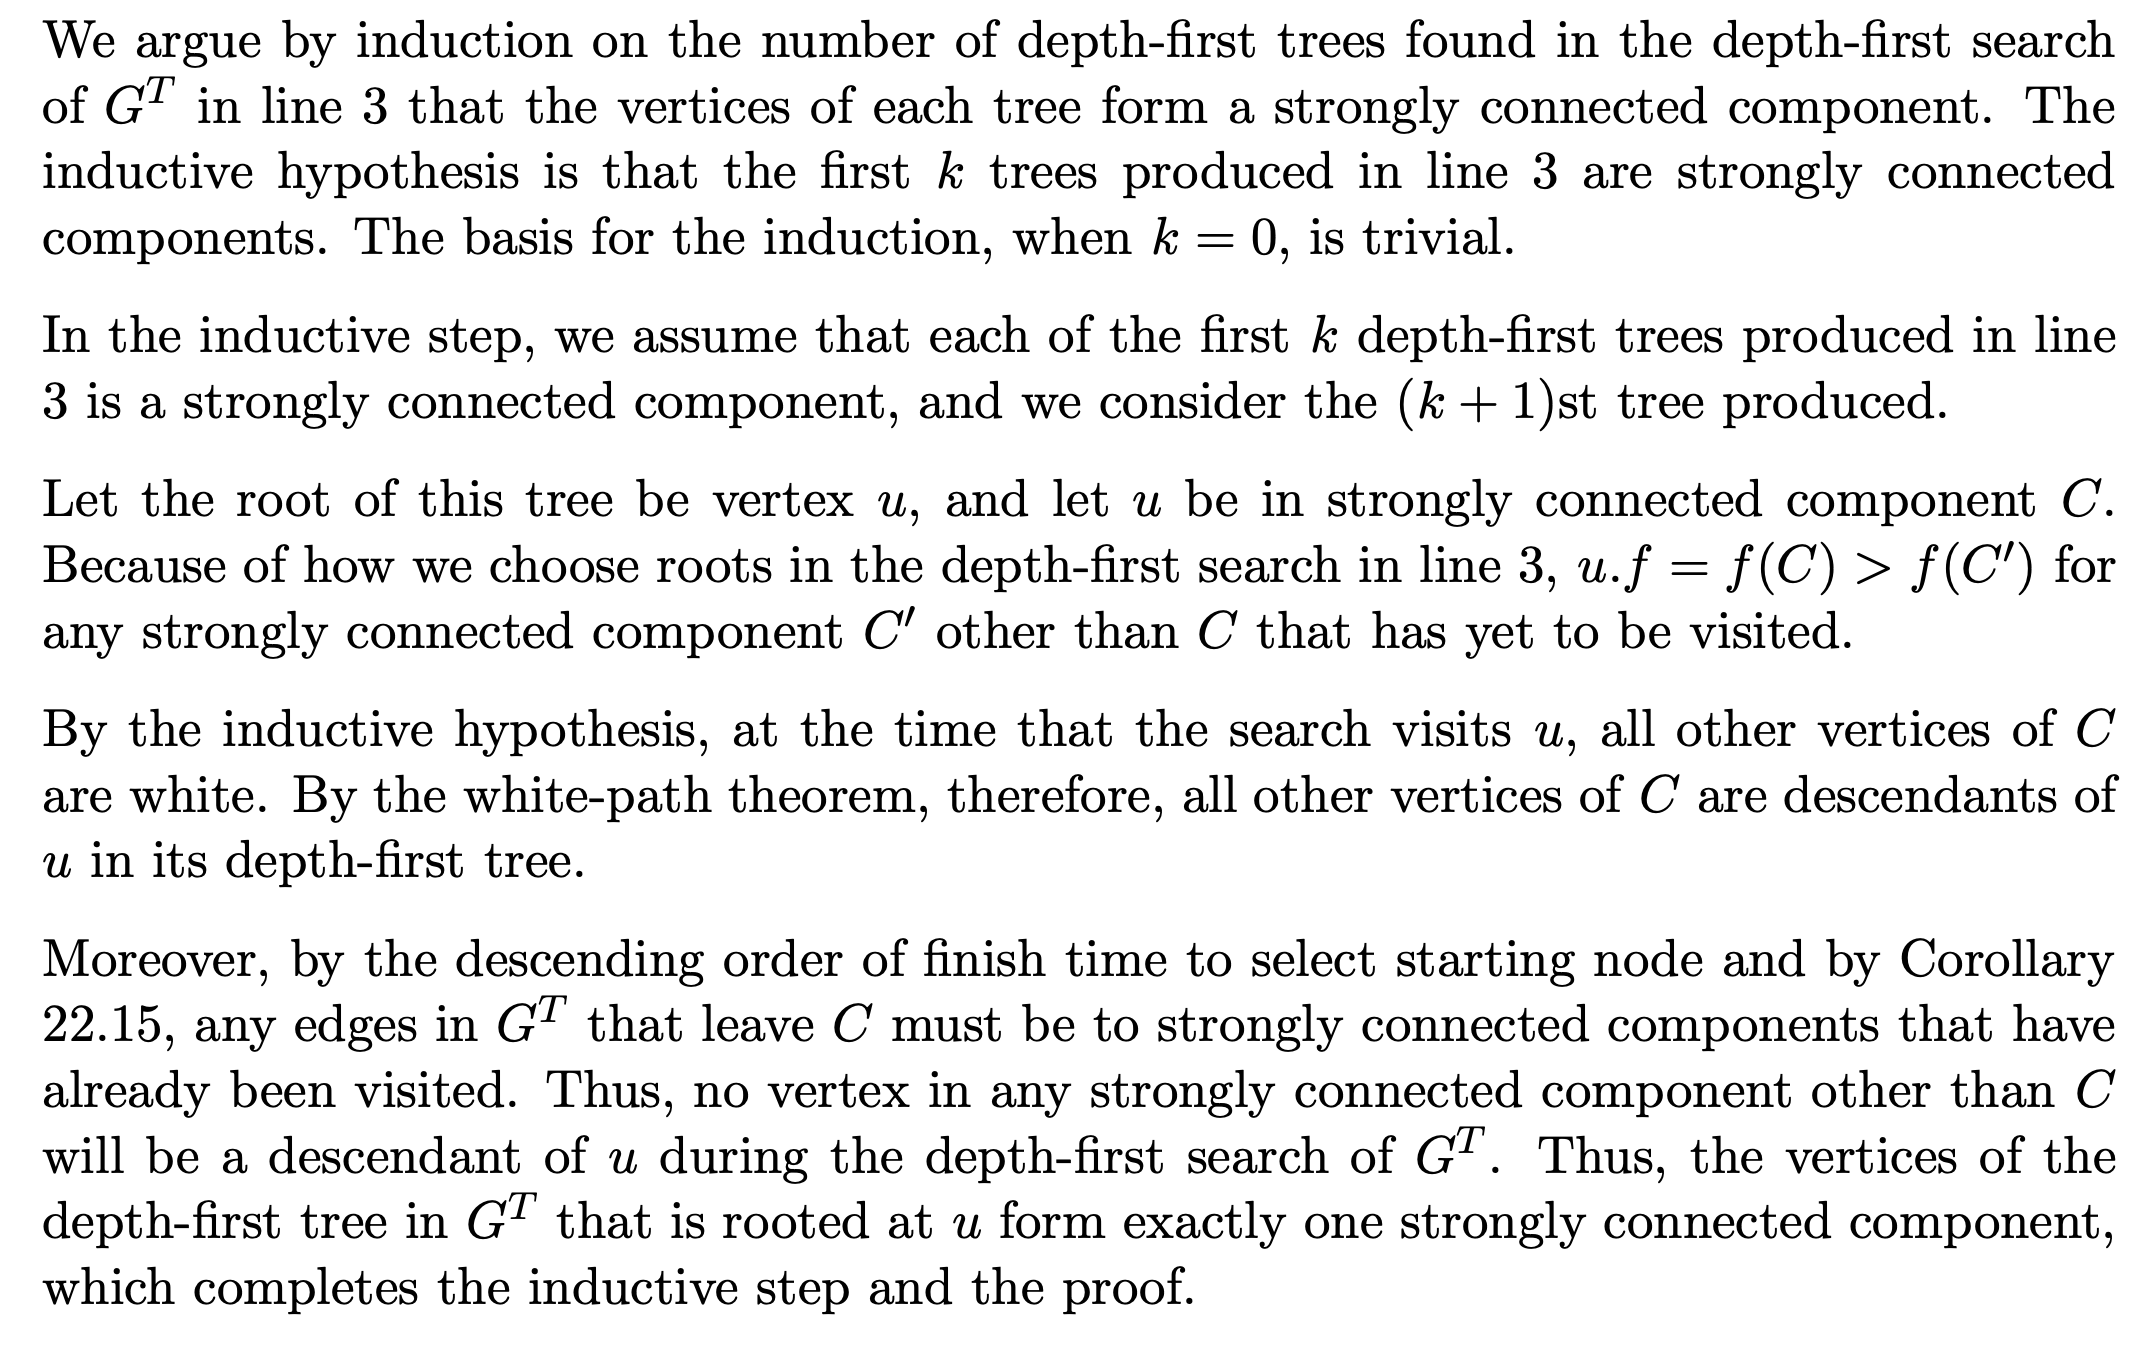 We argue by induction on the number of depth-first trees found in the depth-first search
of G^T in line 3 that the vertices of each tree form a strongly connected component. The
inductive hypothesis is that the first k trees produced in line 3 are strongly connected
components. The basis for the induction, when k = 0, is trivial.
In the inductive step, we assume that each of the first k depth-first trees produced in line
3 is a strongly connected component, and we consider the (k + 1)st tree produced.
Let the root of this tree be vertex u, and let u be in strongly connected component C.
Because of how we choose roots in the depth-first search in line 3, u.f = f(C) > f(C′) for
any strongly connected component C′ other than C that has yet to be visited.
By the inductive hypothesis, at the time that the search visits u, all other vertices of C
are white. By the white-path theorem, therefore, all other vertices of C are descendants of
u in its depth-first tree.
Moreover, by the descending order of finish time to select starting node and by Corollary
22.15, any edges in G^T that leave C must be to strongly connected components that have
already been visited. Thus, no vertex in any strongly connected component other than C
will be a descendant of u during the depth-first search of G^T. Thus, the vertices of the
depth-first tree in G^T that is rooted at u form exactly one strongly connected component,
which completes the inductive step and the proof.